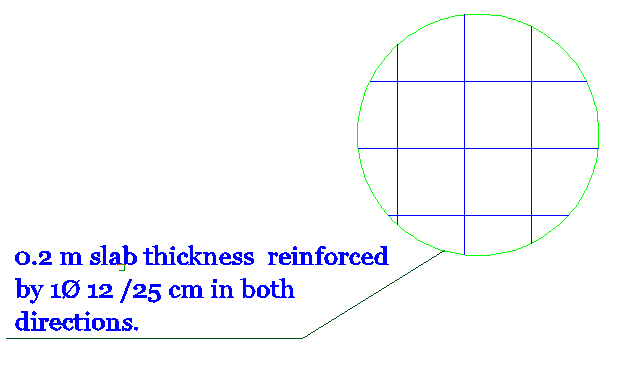 0.2 m slab thickness reinforced
by 1Ø 12 /25 cm in both
directions.